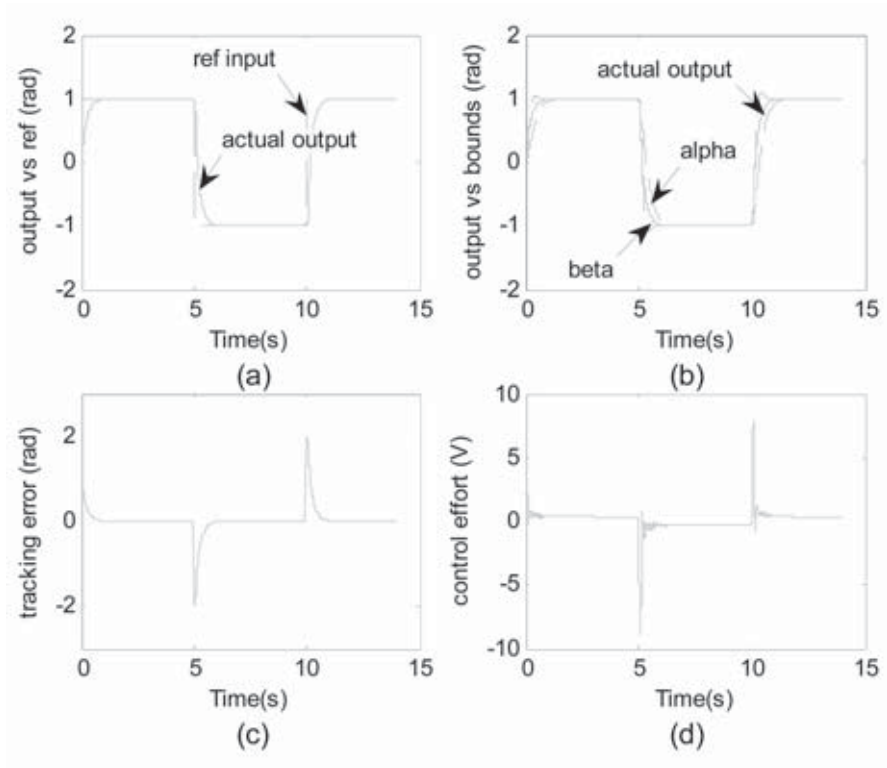 output vs ref (rad)
2
1
0
-1
-2
ref input
actual output
0
5
10
15
Time(s)
(a)
output vs bounds (rad)
2
1
0
-1
-2
actual output
alpha
beta
0
5
10
15
Time(s)
(b)
tracking error (rad)
2
0
-2
0
5
10
15
Time(s)
(c)
control effort (V)
10
5
0
-5
-10
0
5
10
15
Time(s)
(d)